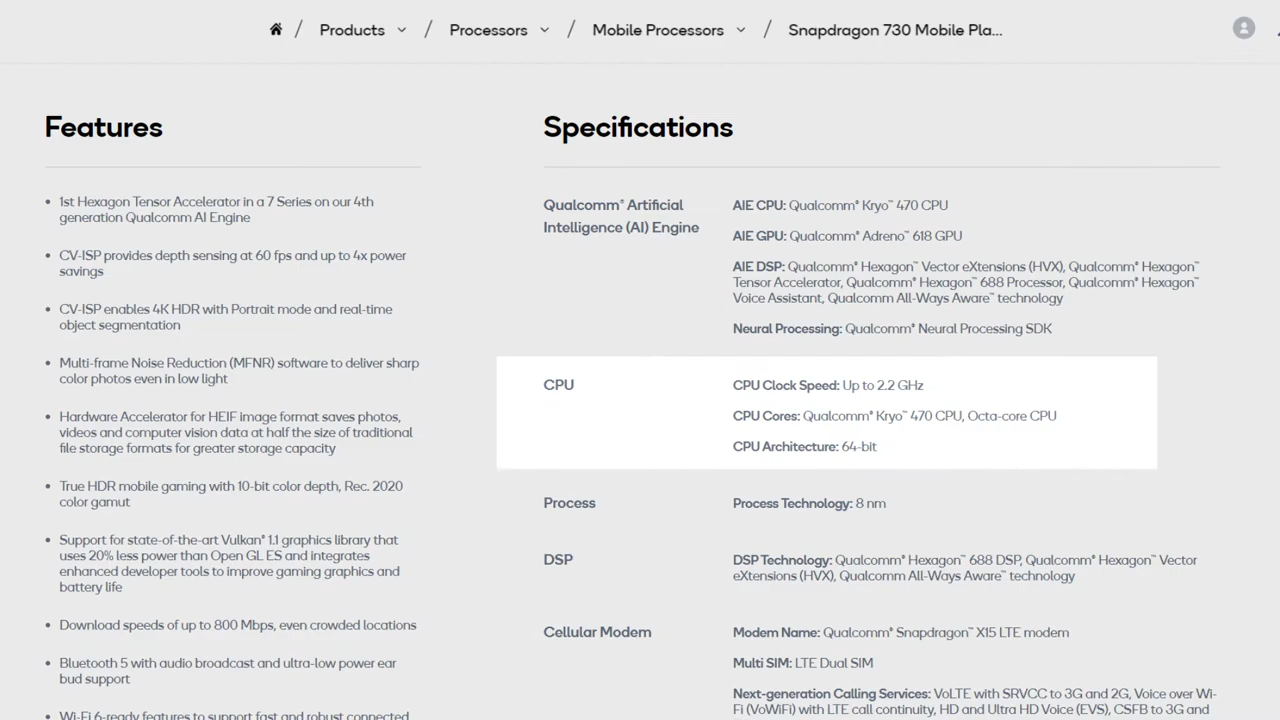 Products
Processors
Mobile Processors
Snapdragon 730 Mobile Pla...
Features
1st Hexagon Tensor Accelerator in a 7 Series on our 4th
generation Qualcomm AI Engine
CV-ISP provides depth sensing at 60 fps and up to 4x power
savings
CV-ISP enables 4K HDR with Portrait mode and real-time
object segmentation
Multi-frame Noise Reduction (MFNR) software to deliver sharp
color photos even in low light
Hardware Accelerator for HEIF image format saves photos,
videos and computer vision data at half the size of traditional
file storage formats for greater storage capacity
True HDR mobile gaming with 10-bit color depth, Rec. 2020
color gamut
Support for state-of-the-art Vulkan® 1.1 graphics library that
uses 20% less power than Open GL ES and integrates
enhanced developer tools to improve gaming graphics and
battery life
Download speeds of up to 800 Mbps, even crowded locations
Bluetooth 5 with audio broadcast and ultra-low power ear
bud support
Wi-Fi 6-ready features to support fast and robust connected
Specifications
Qualcomm® Artificial
Intelligence (AI) Engine
AIE CPU: Qualcomm® Kryo™ 470 CPU
AIE GPU: Qualcomm® Adreno™ 618 GPU
AIE DSP: Qualcomm® Hexagon™ Vector eXtensions (HVX), Qualcomm® Hexagon™
Tensor Accelerator, Qualcomm® Hexagon™ 688 Processor, Qualcomm® Hexagon™
Voice Assistant, Qualcomm All-Ways Aware™ technology
Neural Processing: Qualcomm® Neural Processing SDK
CPU
CPU Clock Speed: Up to 2.2 GHz
CPU Cores: Qualcomm® Kryo™ 470 CPU, Octa-core CPU
CPU Architecture: 64-bit
Process
Process Technology: 8 nm
DSP
DSP Technology: Qualcomm® Hexagon™ 688 DSP, Qualcomm® Hexagon™ Vector
eXtensions (HVX), Qualcomm All-Ways Aware™ technology
Cellular Modem
Modem Name: Qualcomm® Snapdragon™ X15 LTE modem
Multi SIM: LTE Dual SIM
Next-generation Calling Services: VoLTE with SRVCC to 3G and 2G, Voice over Wi-
Fi (VoWiFi) with LTE call continuity, HD and Ultra HD Voice (EVS), CSFB to 3G and